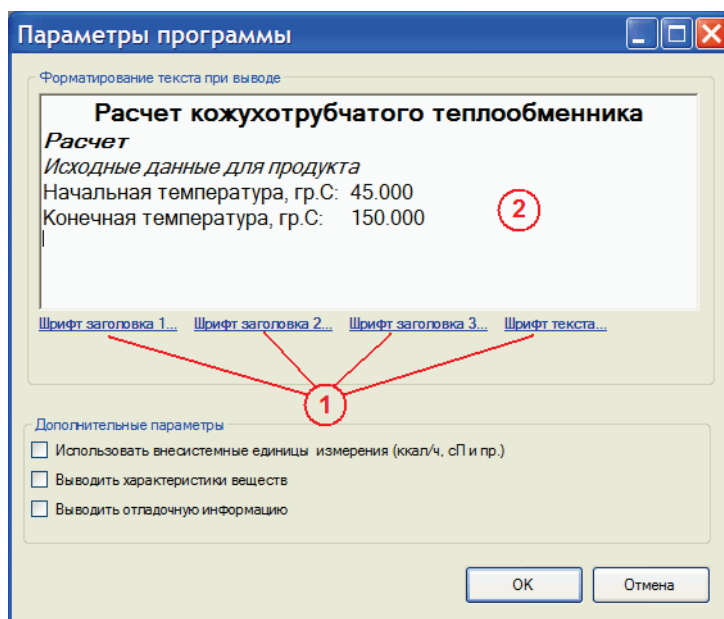 Параметры программы
Форматирование текста при выводе
Расчет кожухотрубчатого теплообменника
Расчет
Исходные данные для продукта
Начальная температура, гр.С: 45.000
Конечная температура, гр.С: 150.000
2
Шрифт заголовка 1... Шрифт заголовка 2... Шрифт заголовка 3... Шрифт текста...
1
Дополнительные параметры
Использовать внесистемные единицы измерения (ккал/ч, сП и пр.)
Выводить характеристики веществ
Выводить отладочную информацию
OK Отмена